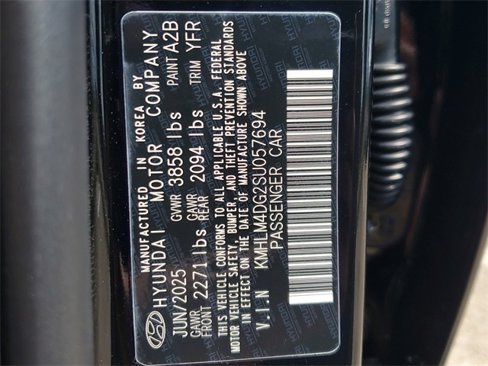 MANUFACTURED IN KOREA BY
HYUNDAI MOTOR COMPANY
JUN/2025 GVWR 3858 lbs PAINT A2B
GAWR FRONT 2271 lbs GAWR REAR 2094 lbs TRIM YFR
THIS VEHICLE CONFORMS TO ALL APPLICABLE U.S.A. FEDERAL
MOTOR VEHICLE SAFETY, BUMPER, AND THEFT PREVENTION STANDARDS
IN EFFECT ON THE DATE OF MANUFACTURE SHOWN ABOVE
V.I.N KMHLM4DG2SU057694
PASSENGER CAR